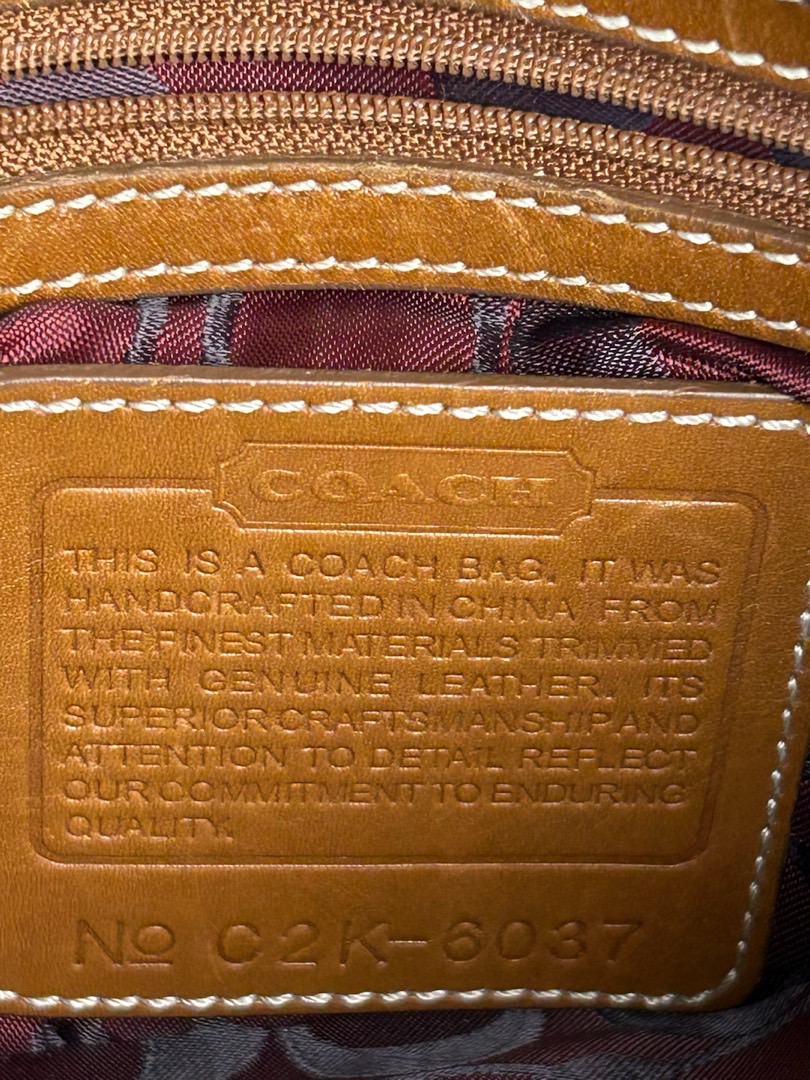 COACH
THIS IS A COACH BAG. IT WAS
HANDCRAFTED IN CHINA FROM
THE FINEST MATERIALS TRIMMED
WITH GENUINE LEATHER. ITS
SUPERIOR CRAFTSMANSHIP AND
ATTENTION TO DETAIL REFLECT
OUR COMMITMENT TO ENDURING
QUALITY.
No C2K-6037